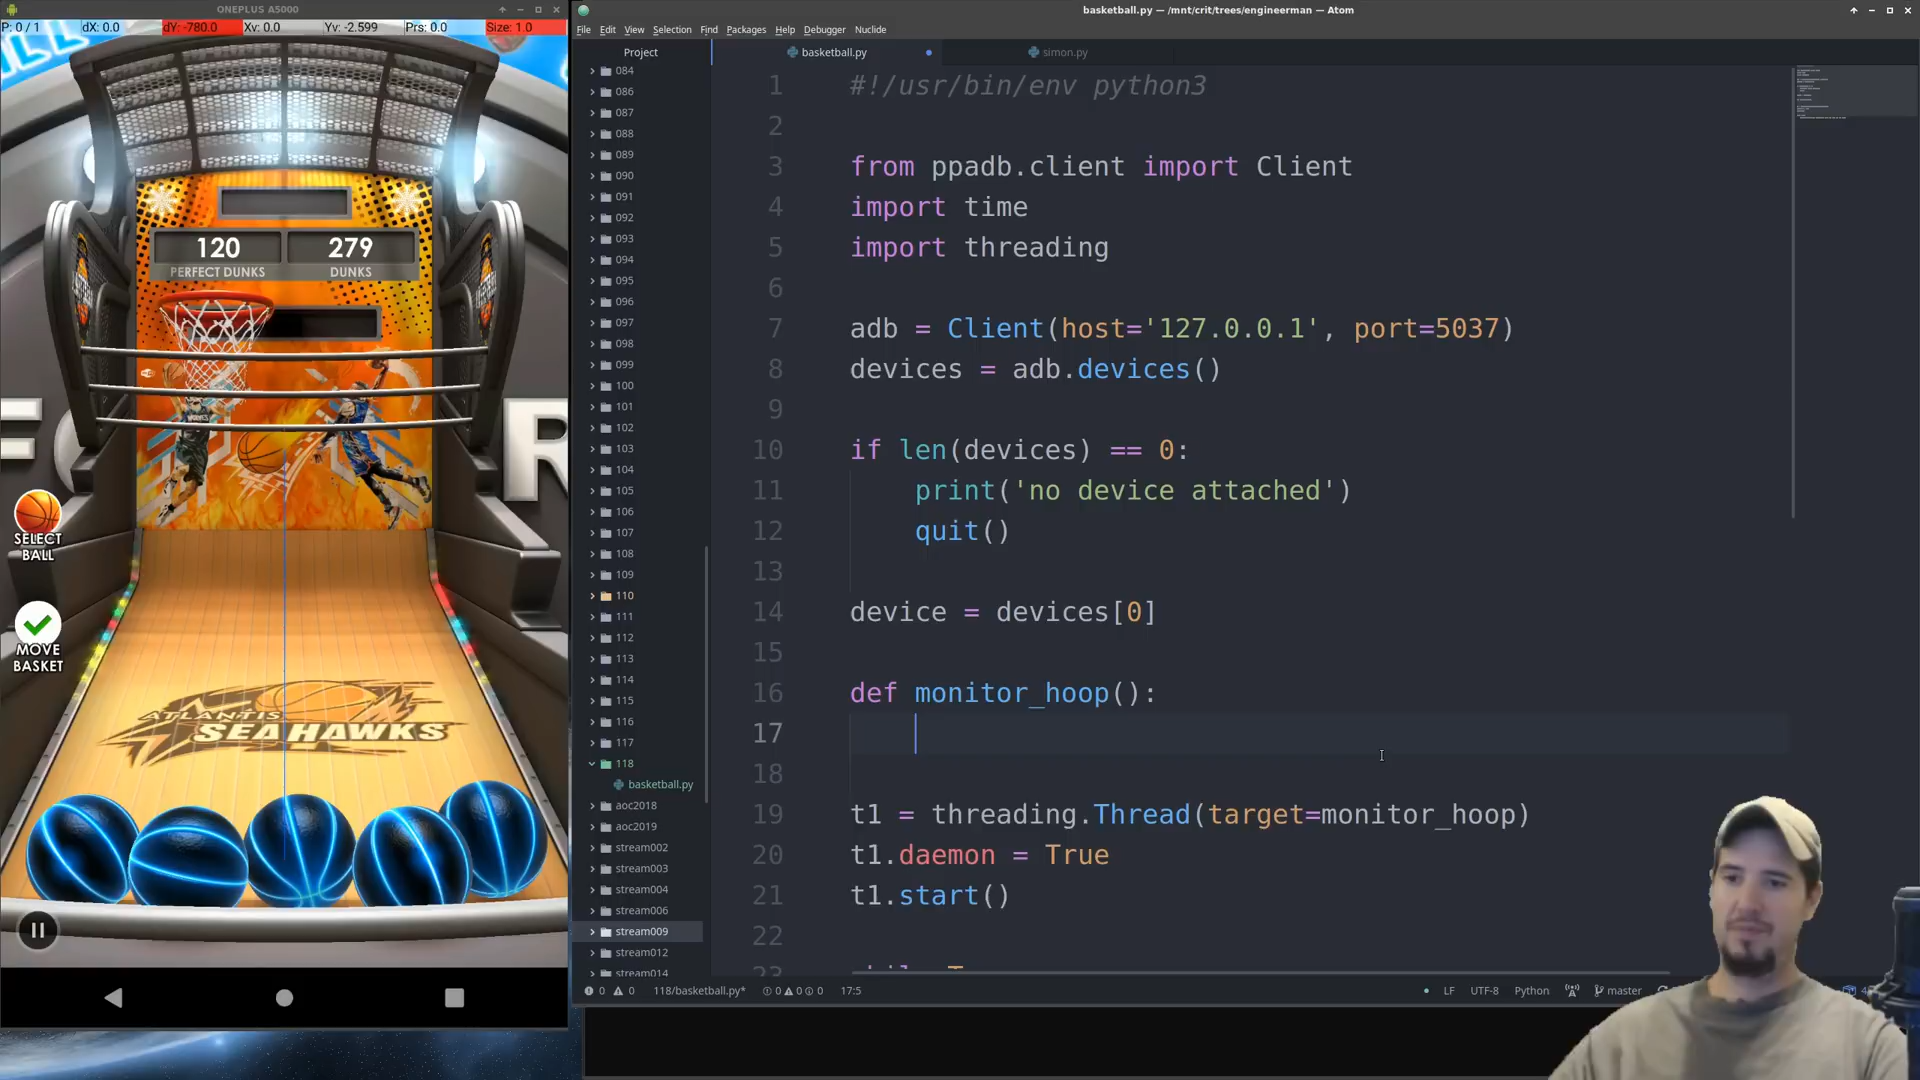 ONEPLUS A5000
P: 0 / 1 dX: 0.0 dY: -780.0 Xv: 0.0 Yv: -2.599 Prs: 0.0 Size: 1.0
120 279
PERFECT DUNKS DUNKS
SELECT
BALL
MOVE
BASKET
ATLANTIS
SEAHAWKS
basketball.py — /mnt/crit/trees/engineerman — Atom
File Edit View Selection Find Packages Help Debugger Nuclide
Project
basketball.py
simon.py
084
086
087
088
089
090
091
092
093
094
095
096
097
098
099
100
101
102
103
104
105
106
107
108
109
110
111
112
113
114
115
116
117
118
basketball.py
aoc2018
aoc2019
stream002
stream003
stream004
stream006
stream009
stream012
stream014
1 #!/usr/bin/env python3
2
3 from ppadb.client import Client
4 import time
5 import threading
6
7 adb = Client(host='127.0.0.1', port=5037)
8 devices = adb.devices()
9
10 if len(devices) == 0:
11 print('no device attached')
12 quit()
13
14 device = devices[0]
15
16 def monitor_hoop():
17
18
19 t1 = threading.Thread(target=monitor_hoop)
20 t1.daemon = True
21 t1.start()
22
23
0 0 118/basketball.py* 0 0 0 17:5
LF UTF-8 Python master